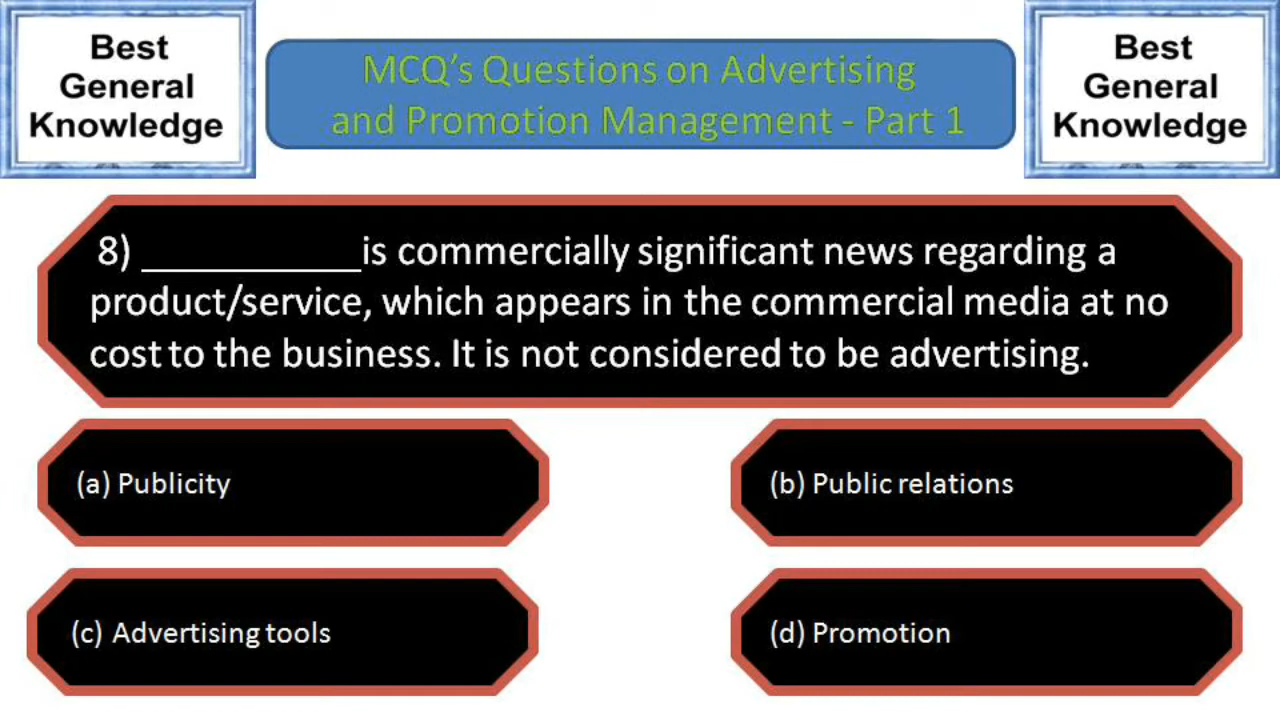 Best
General
Knowledge
MCQ's Questions on Advertising
and Promotion Management - Part 1
Best
General
Knowledge
8) ___________is commercially significant news regarding a
product/service, which appears in the commercial media at no
cost to the business. It is not considered to be advertising.
(a) Publicity
(b) Public relations
(c) Advertising tools
(d) Promotion